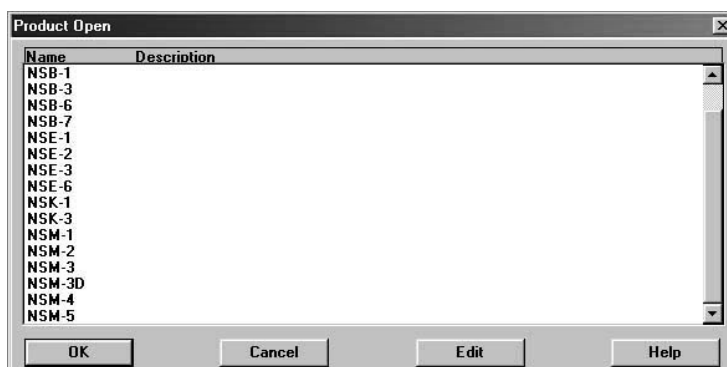 Product Open
Name Description
NSB-1
NSB-3
NSB-6
NSB-7
NSE-1
NSE-2
NSE-3
NSE-6
NSK-1
NSK-3
NSM-1
NSM-2
NSM-3
NSM-3D
NSM-4
NSM-5
OK Cancel Edit Help